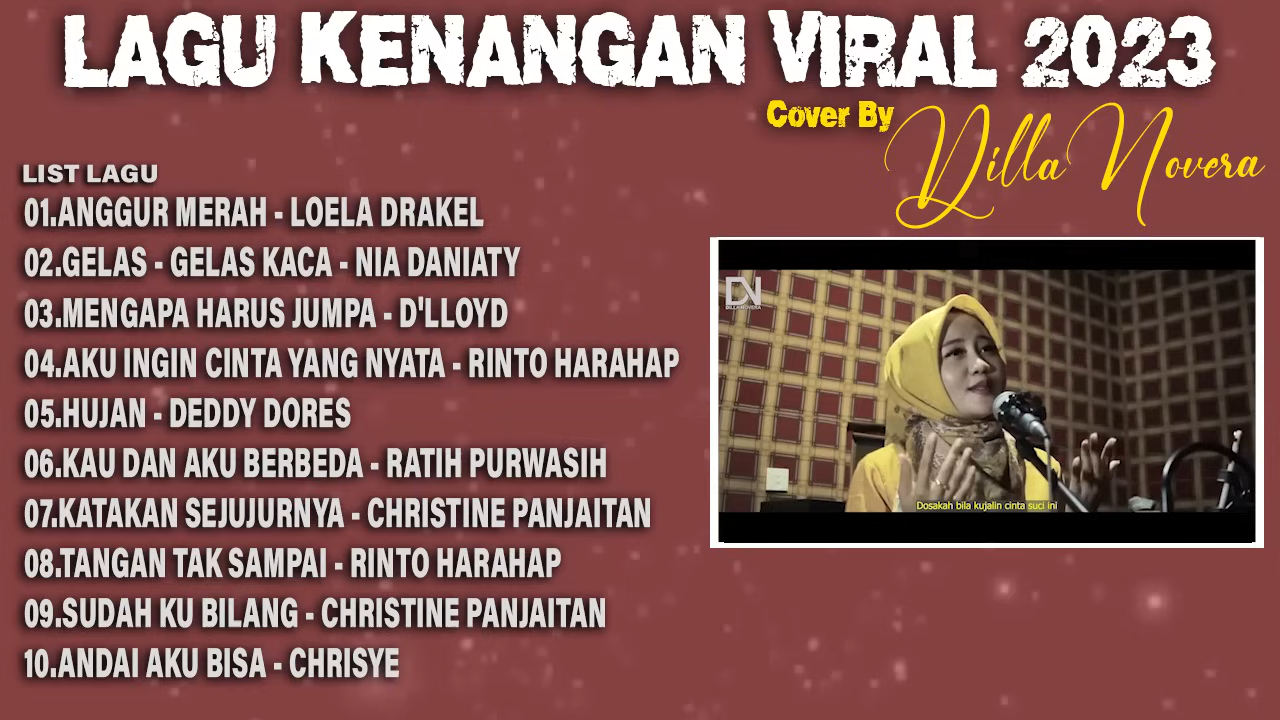 LAGU KENANGAN VIRAL 2023
Cover By Dilla Novera
LIST LAGU
01.ANGGUR MERAH - LOELA DRAKEL
02.GELAS - GELAS KACA - NIA DANIATY
03.MENGAPA HARUS JUMPA - D'LLOYD
04.AKU INGIN CINTA YANG NYATA - RINTO HARAHAP
05.HUJAN - DEDDY DORES
06.KAU DAN AKU BERBEDA - RATIH PURWASIH
07.KATAKAN SEJUJURNYA - CHRISTINE PANJAITAN
08.TANGAN TAK SAMPAI - RINTO HARAHAP
09.SUDAH KU BILANG - CHRISTINE PANJAITAN
10.ANDAI AKU BISA - CHRISYE
DN
DILLA NOVERA
Dosakah bila kujalin cinta suci ini